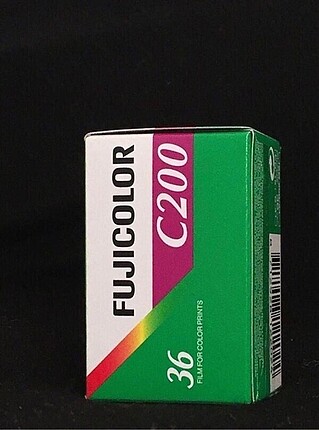 FUJICOLOR
C200
36
FILM FOR COLOR PRINTS